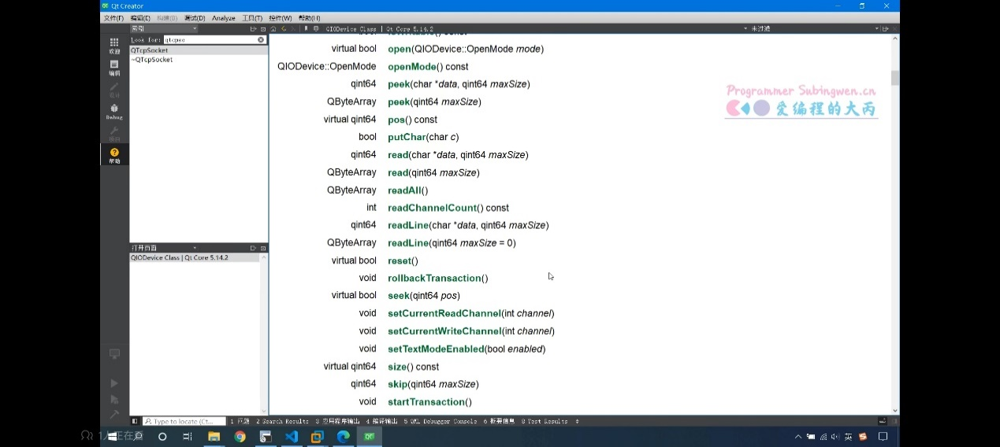 Qt Creator
文件(F) 编辑(E) 构建(B) 调试(D) Analyze 工具(T) 控件(W) 帮助(H)
索引 QIODevice Class | Qt Core 5.14.2 未过滤
Look for: qtcpso
QTcpSocket
~QTcpSocket
欢迎
编辑
设计
Debug
项目
帮助
virtual bool open(QIODevice::OpenMode mode)
QIODevice::OpenMode openMode() const
qint64 peek(char *data, qint64 maxSize)
QByteArray peek(qint64 maxSize)
virtual qint64 pos() const
bool putChar(char c)
qint64 read(char *data, qint64 maxSize)
QByteArray read(qint64 maxSize)
QByteArray readAll()
int readChannelCount() const
qint64 readLine(char *data, qint64 maxSize)
QByteArray readLine(qint64 maxSize = 0)
virtual bool reset()
void rollbackTransaction()
virtual bool seek(qint64 pos)
void setCurrentReadChannel(int channel)
void setCurrentWriteChannel(int channel)
void setTextModeEnabled(bool enabled)
virtual qint64 size() const
qint64 skip(qint64 maxSize)
void startTransaction()
Programmer Subingwen.cn
爱编程的大丙
打开页面
QIODevice Class | Qt Core 5.14.2
Type to locate (Ct... 1 问题 2 Search Results 3 应用程序输出 4 编译输出 5 QML Debugger Console 6 概要信息 8 Test Results
1人正在看
英